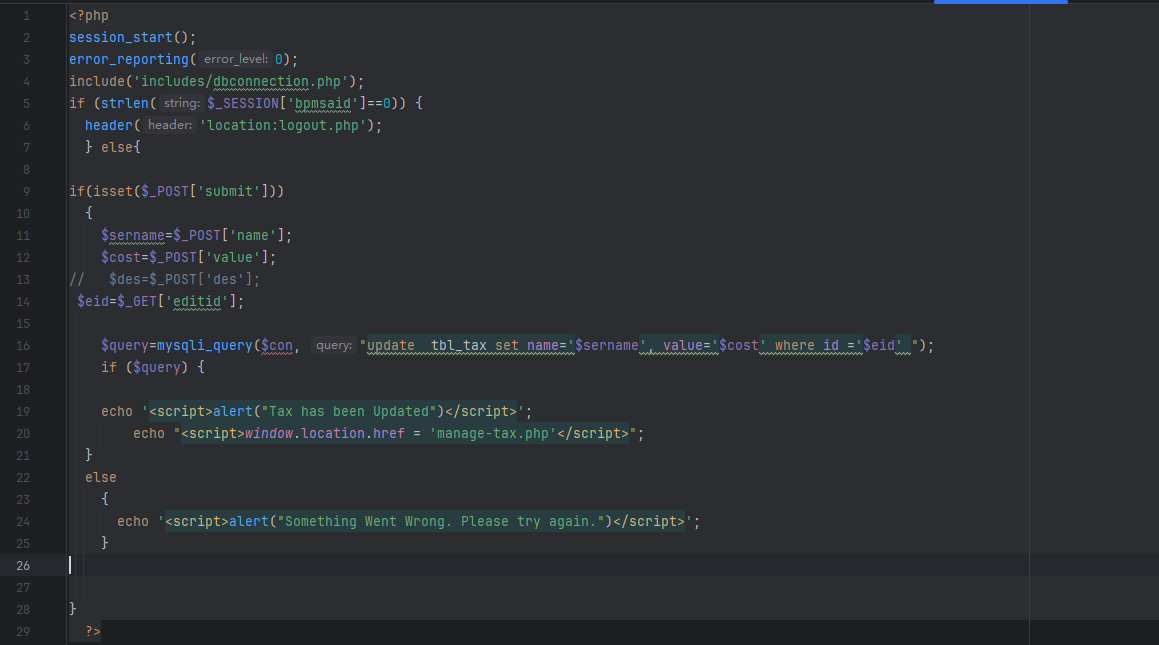 1 <?php
2 session_start();
3 error_reporting( error_level: 0);
4 include('includes/dbconnection.php');
5 if (strlen( string: $_SESSION['bpmsaid']==0)) {
6   header( header: 'location:logout.php');
7   } else{
8
9 if(isset($_POST['submit']))
10   {
11     $sername=$_POST['name'];
12     $cost=$_POST['value'];
13 //   $des=$_POST['des'];
14  $eid=$_GET['editid'];
15
16     $query=mysqli_query($con,  query: "update  tbl_tax set name='$sername', value='$cost' where id ='$eid' ");
17     if ($query) {
18
19     echo '<script>alert("Tax has been Updated")</script>';
20         echo "<script>window.location.href = 'manage-tax.php'</script>";
21   }
22   else
23     {
24       echo '<script>alert("Something Went Wrong. Please try again.")</script>';
25     }
26
27
28 }
29   ?>